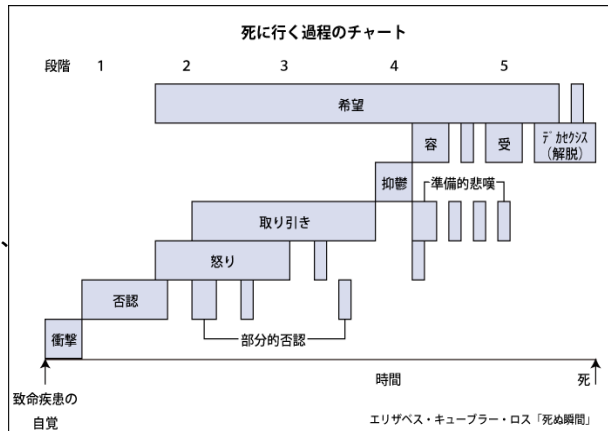 死に行く過程のチャート
段階 1 2 3 4 5
希望
容 受 デカセクシス
(解脱)
抑鬱 準備的悲嘆
取り引き
怒り
否認
部分的否認
衝撃
時間 死
致命疾患の
自覚
エリザベス・キューブラー・ロス「死ぬ瞬間」